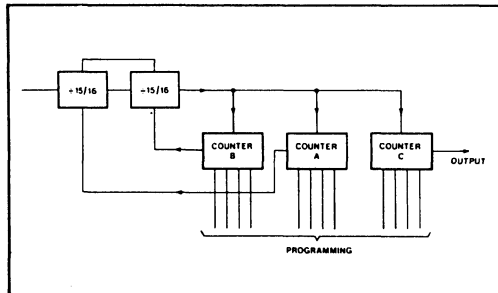 ÷15/16
÷15/16
COUNTER
B
COUNTER
A
COUNTER
C
OUTPUT
PROGRAMMING